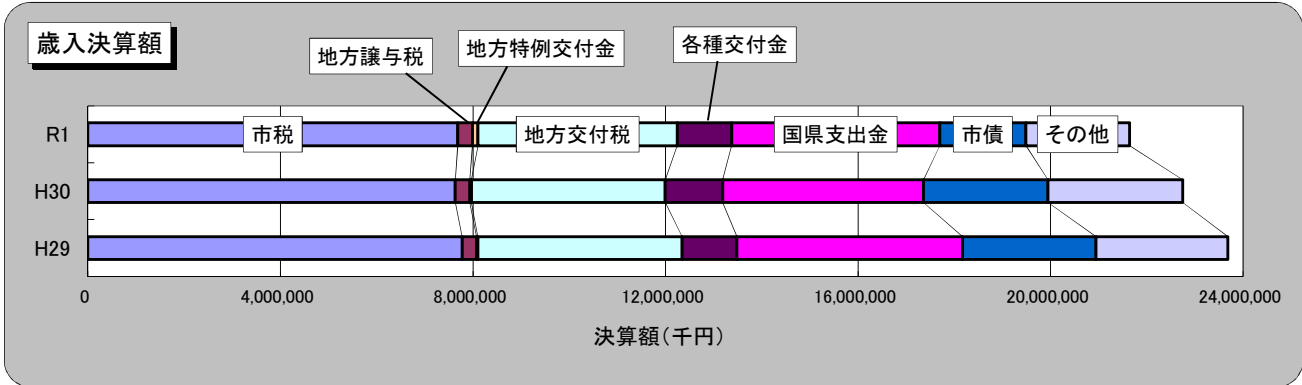 歳入決算額
地方譲与税
地方特例交付金
各種交付金
R1
市税
地方交付税
国県支出金
市債
その他
H30
H29
0
4,000,000
8,000,000
12,000,000
16,000,000
20,000,000
24,000,000
決算額(千円)